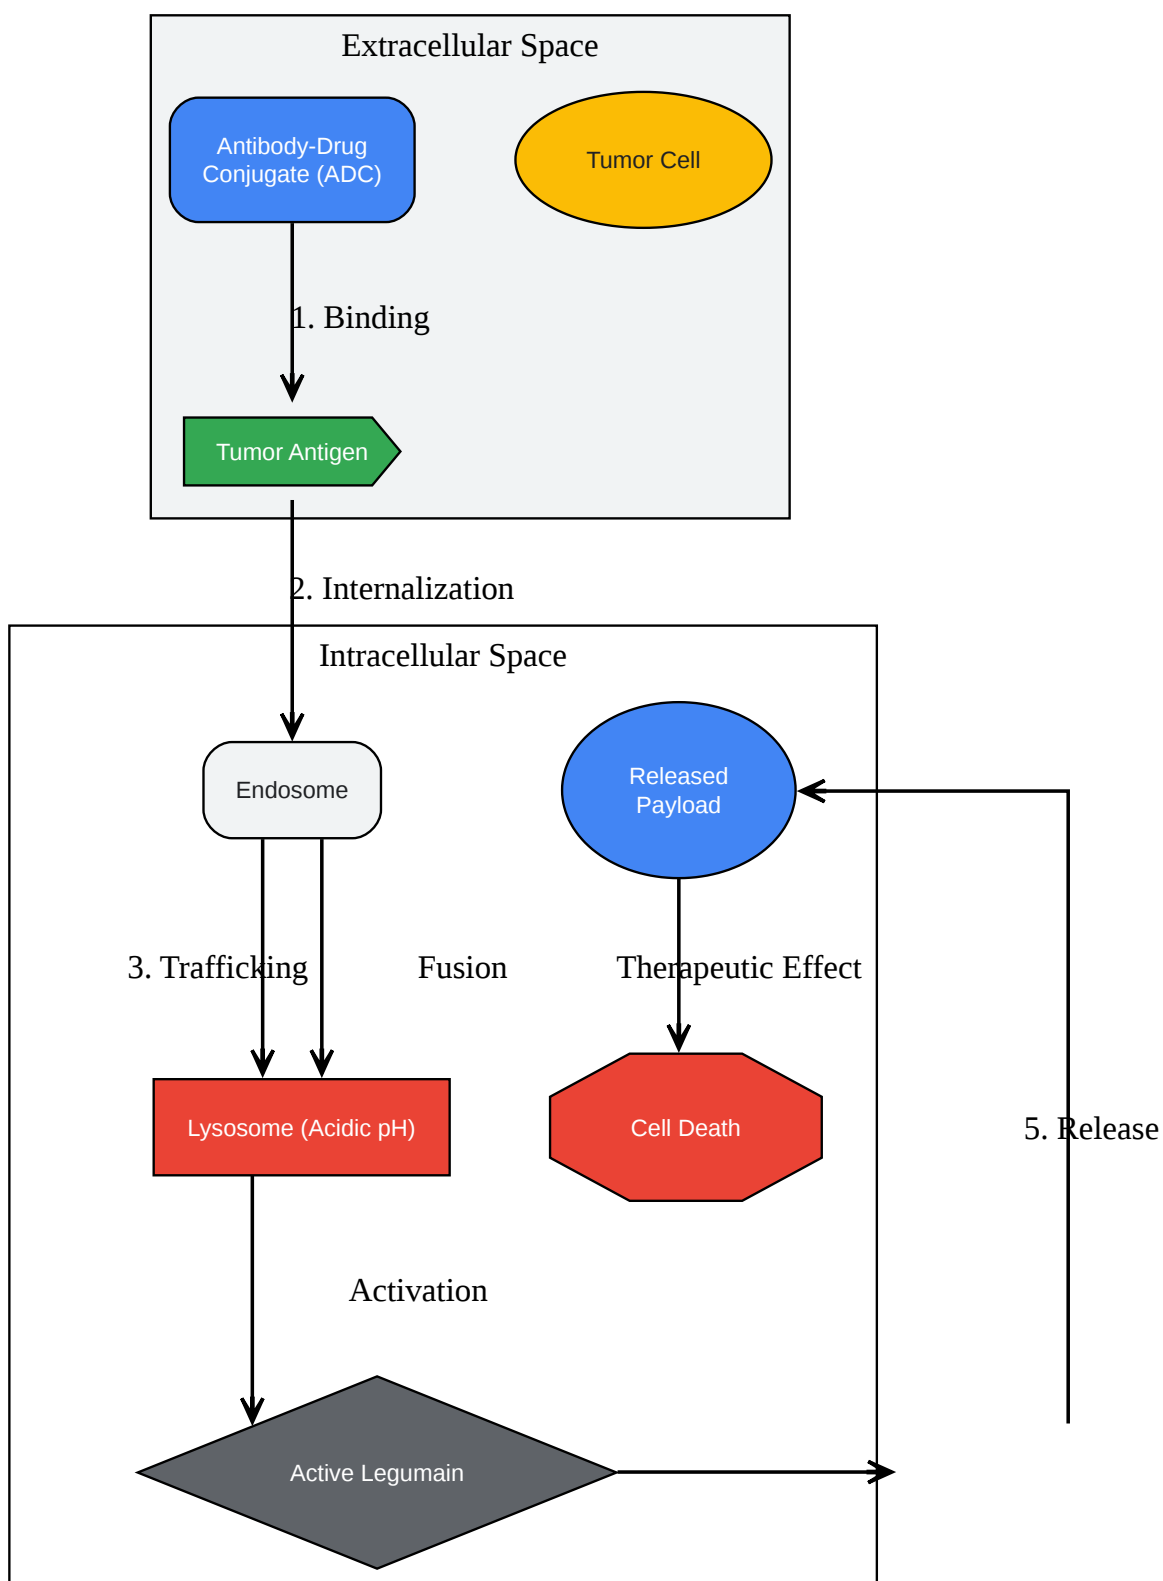 Extracellular Space
Antibody-Drug
Conjugate (ADC)
Tumor Cell
1. Binding
Tumor Antigen
2. Internalization
Intracellular Space
Endosome
Released
Payload
3. Trafficking
Fusion
Therapeutic Effect
Lysosome (Acidic pH)
Cell Death
5. Release
Activation
Active Legumain